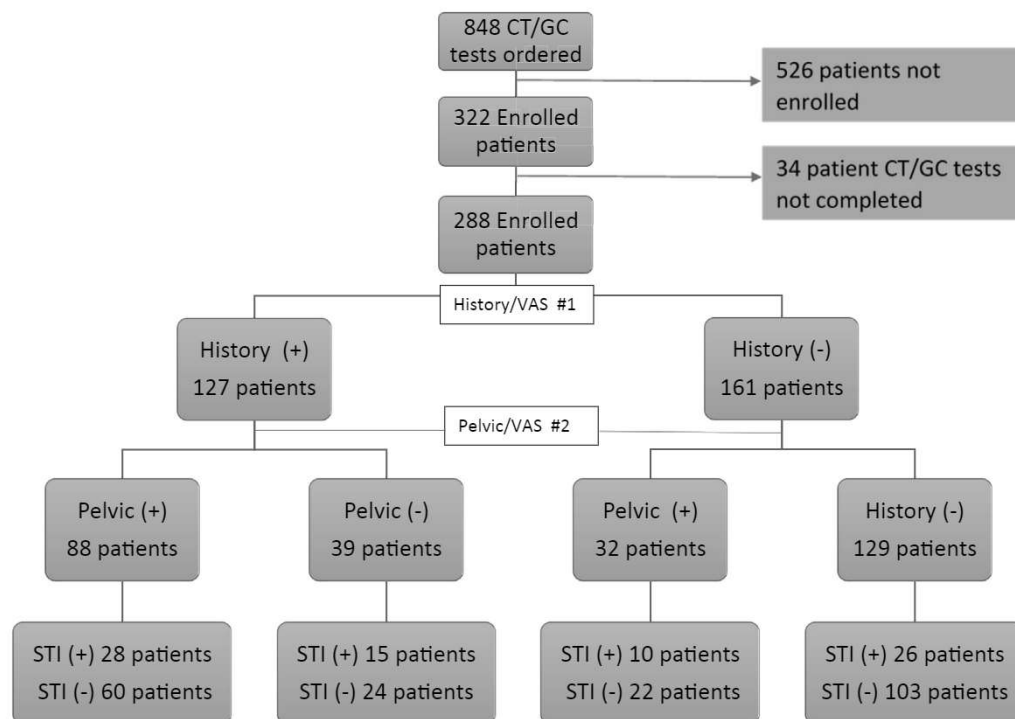 848 CT/GC
tests ordered
526 patients not
enrolled
322 Enrolled
patients
34 patient CT/GC tests
not completed
288 Enrolled
patients
History/VAS #1
History (+)
127 patients
History (-)
161 patients
Pelvic/VAS #2
Pelvic (+)
88 patients
Pelvic (-)
39 patients
Pelvic (+)
32 patients
History (-)
129 patients
STI (+) 28 patients
STI (-) 60 patients
STI (+) 15 patients
STI (-) 24 patients
STI (+) 10 patients
STI (-) 22 patients
STI (+) 26 patients
STI (-) 103 patients